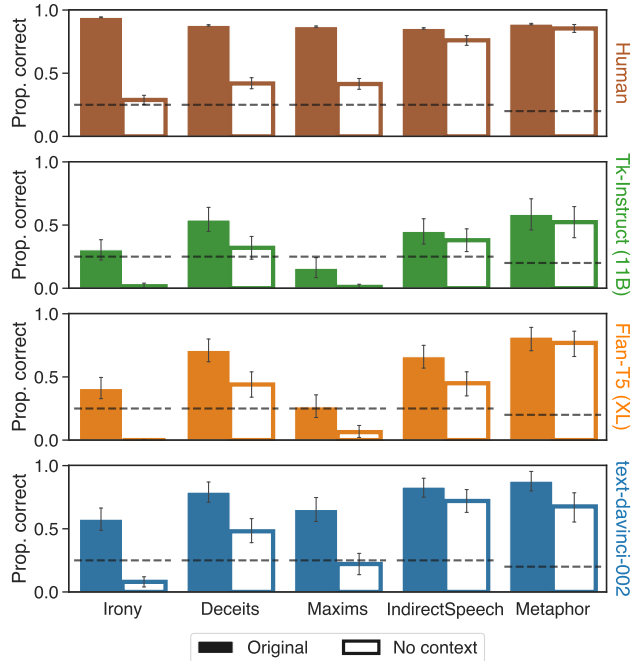 1.0
0.5
0.0
Prop. correct
Human
1.0
0.5
0.0
Prop. correct
Tk-Instruct (11B)
1.0
0.5
0.0
Prop. correct
Flan-T5 (XL)
1.0
0.5
0.0
Prop. correct
text-davinci-002
Irony Deceits Maxims IndirectSpeech Metaphor
Original No context